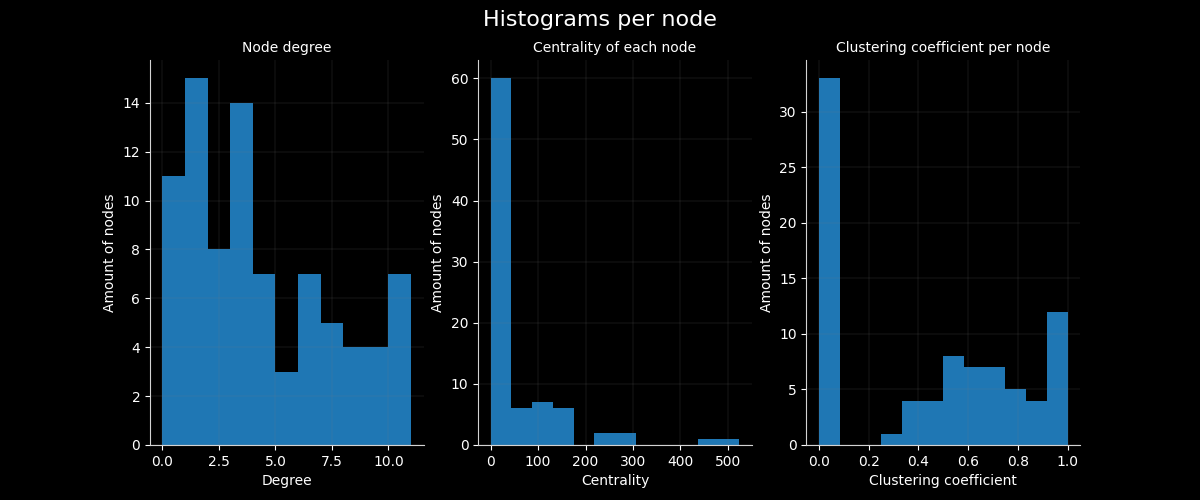 Histograms per node
Node degree
Amount of nodes
14
12
10
8
6
4
2
0
0.0 2.5 5.0 7.5 10.0
Degree
Centrality of each node
Amount of nodes
60
50
40
30
20
10
0
0 100 200 300 400 500
Centrality
Clustering coefficient per node
Amount of nodes
30
25
20
15
10
5
0
0.0 0.2 0.4 0.6 0.8 1.0
Clustering coefficient